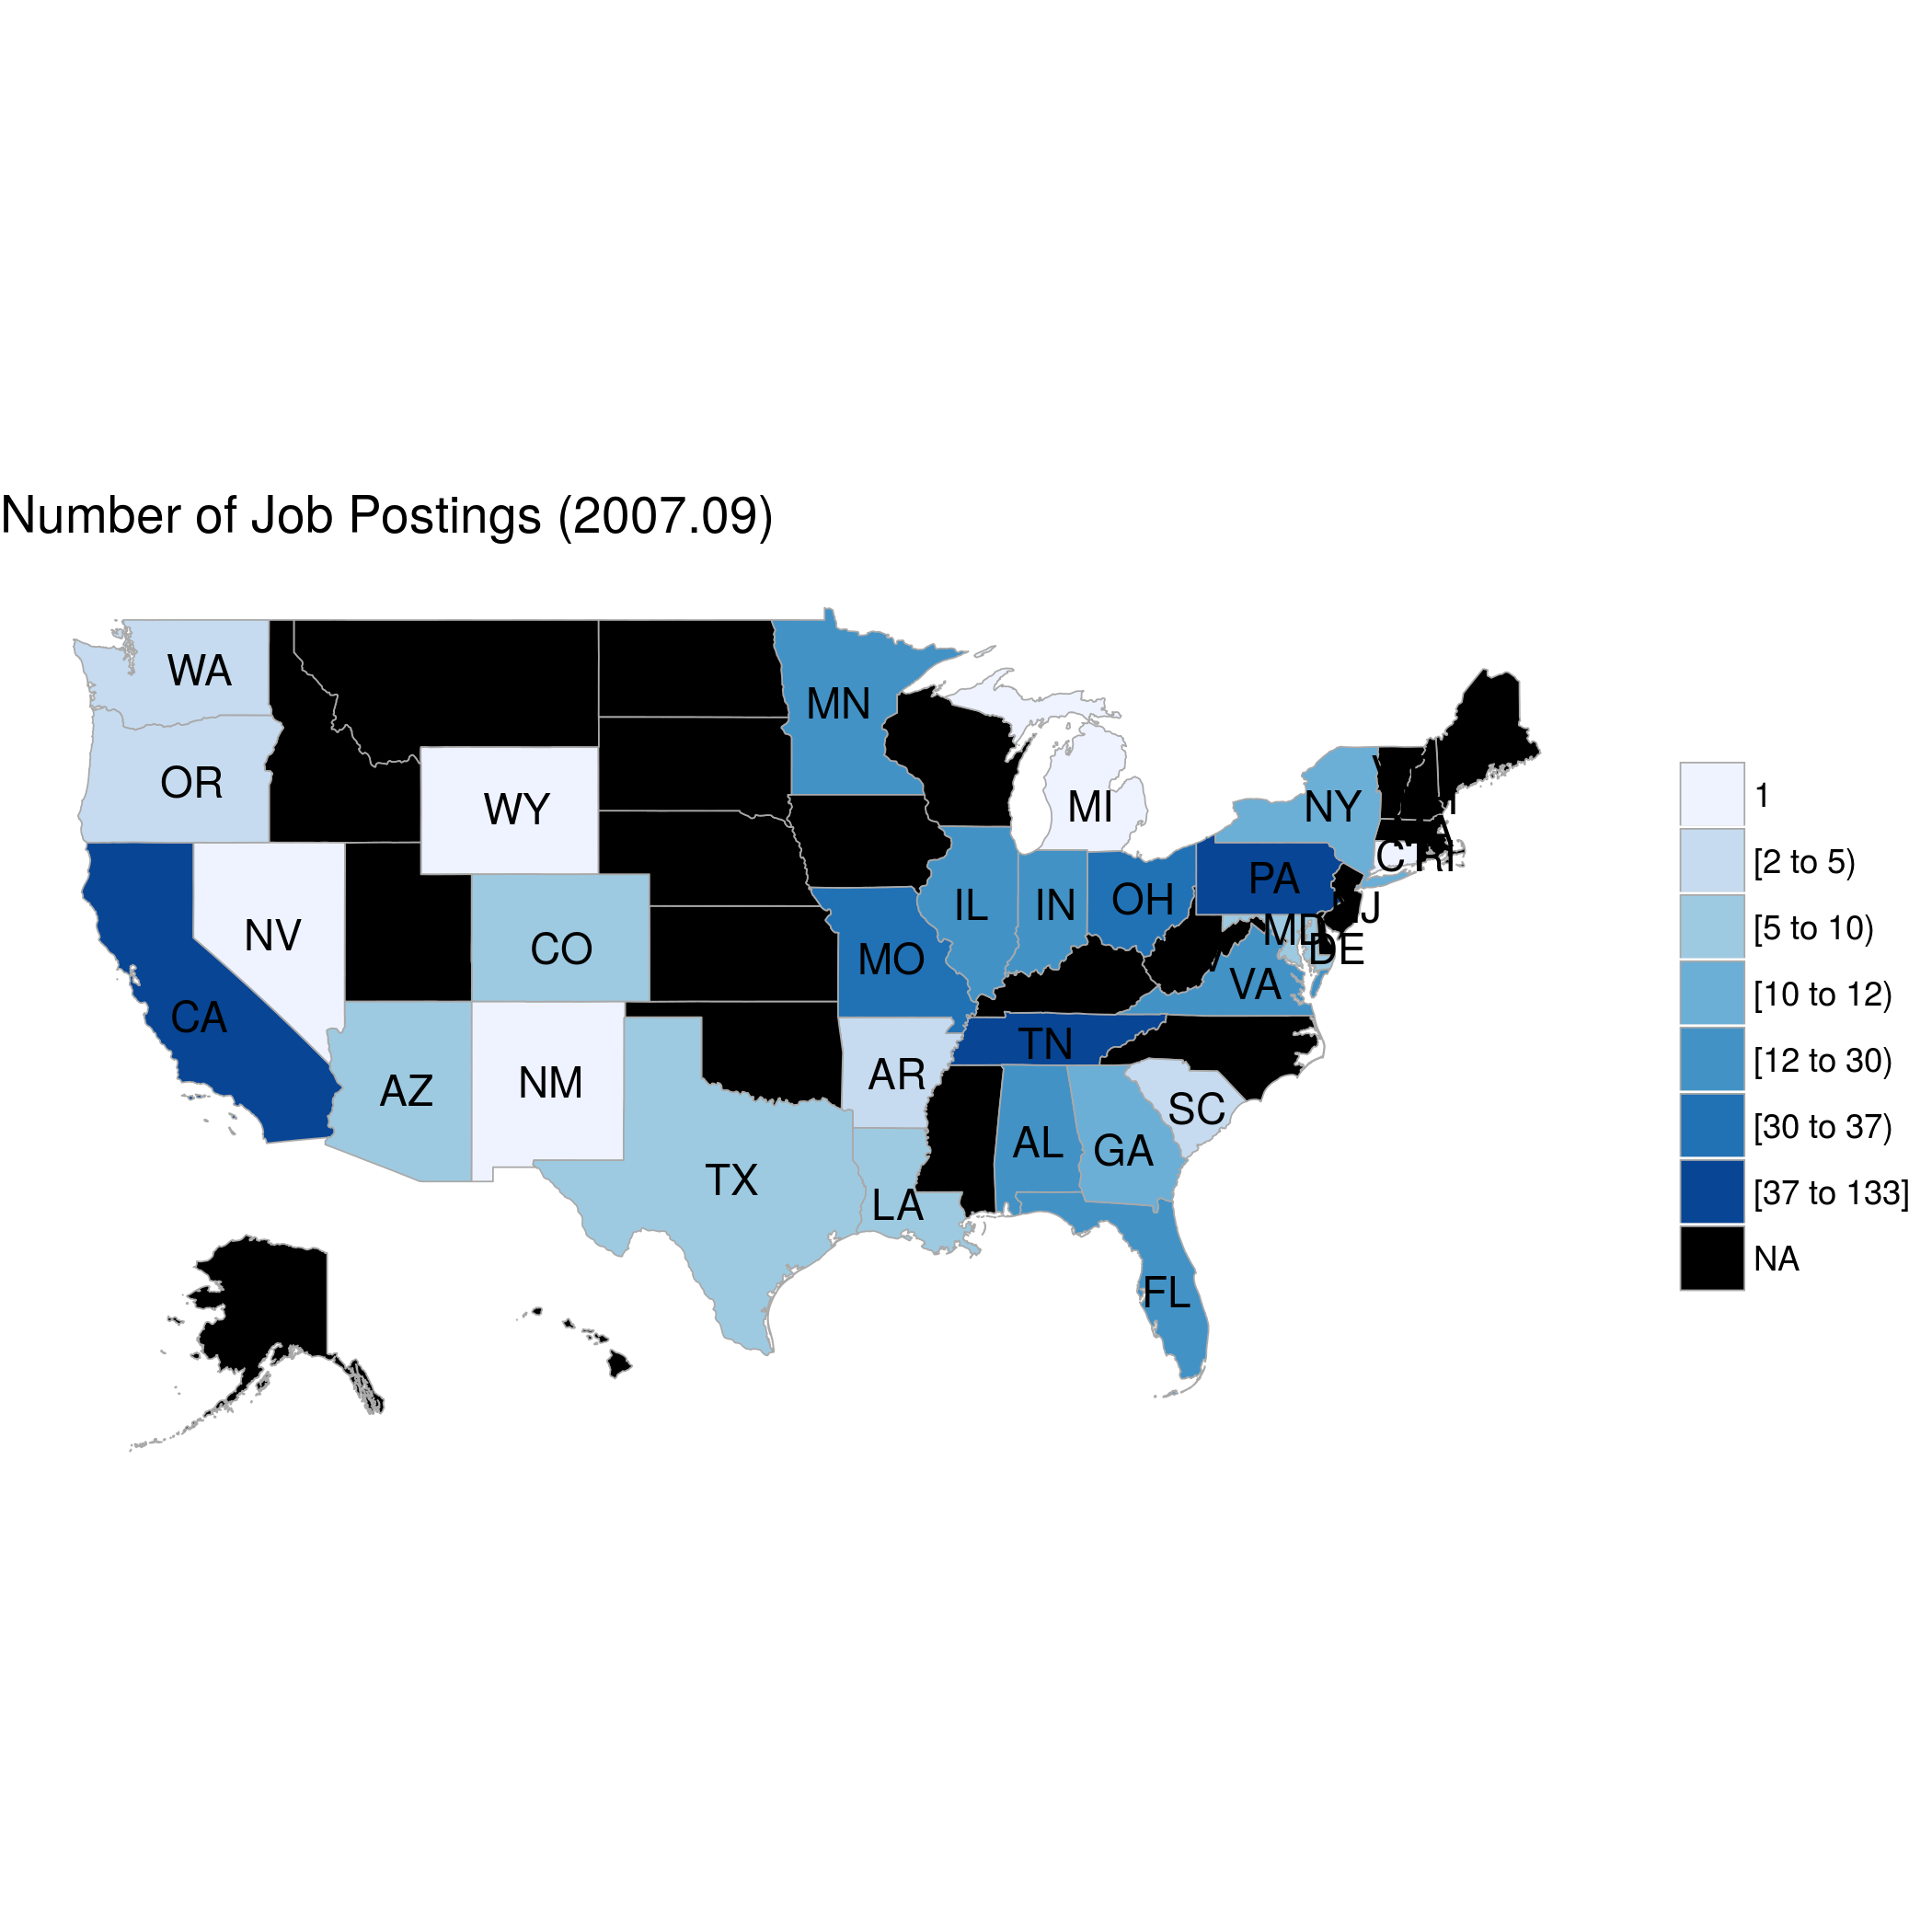 Number of Job Postings (2007.09)
WA
MN
OR
WY
MI
NY
CT
RI
PA
NV
CO
IL
IN
OH
NJ
MO
MD
DE
VA
CA
TN
AZ
NM
AR
SC
AL
GA
TX
LA
FL
1
[2 to 5)
[5 to 10)
[10 to 12)
[12 to 30)
[30 to 37)
[37 to 133]
NA